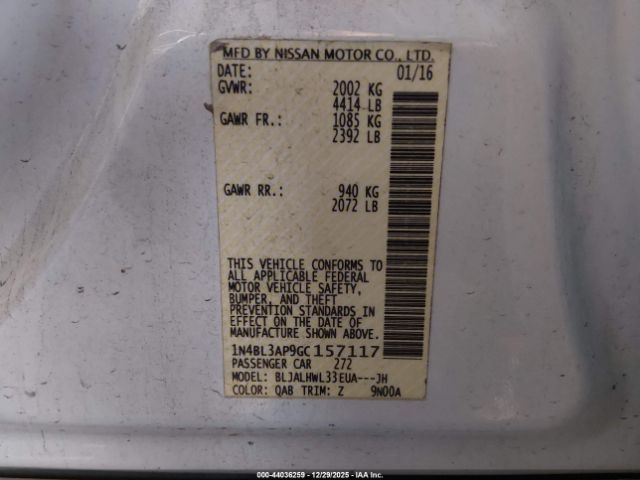 MFD BY NISSAN MOTOR CO., LTD.
DATE: 01/16
GVWR: 2002 KG
4414 LB
GAWR FR.: 1085 KG
2392 LB
GAWR RR.: 940 KG
2072 LB
THIS VEHICLE CONFORMS TO
ALL APPLICABLE FEDERAL
MOTOR VEHICLE SAFETY,
BUMPER, AND THEFT
PREVENTION STANDARDS IN
EFFECT ON THE DATE OF
MANUFACTURE SHOWN ABOVE.
1N4BL3AP9GC157117
PASSENGER CAR 272
MODEL: BLJALHWL33EUA---JH
COLOR: QAB TRIM: Z 9N00A
© 000-44036259 - 12/29/2025 - IAA Inc.